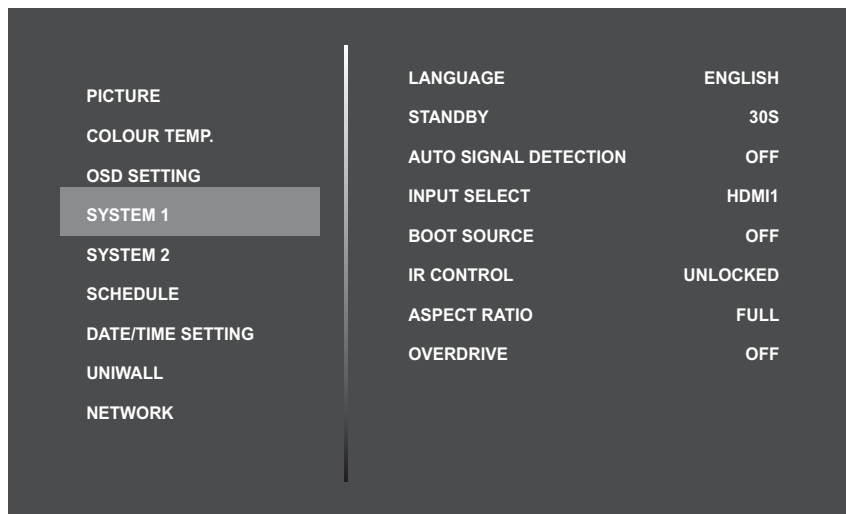 PICTURE
COLOUR TEMP.
OSD SETTING
SYSTEM 1
SYSTEM 2
SCHEDULE
DATE/TIME SETTING
UNIWALL
NETWORK
LANGUAGE ENGLISH
STANDBY 30S
AUTO SIGNAL DETECTION OFF
INPUT SELECT HDMI1
BOOT SOURCE OFF
IR CONTROL UNLOCKED
ASPECT RATIO FULL
OVERDRIVE OFF